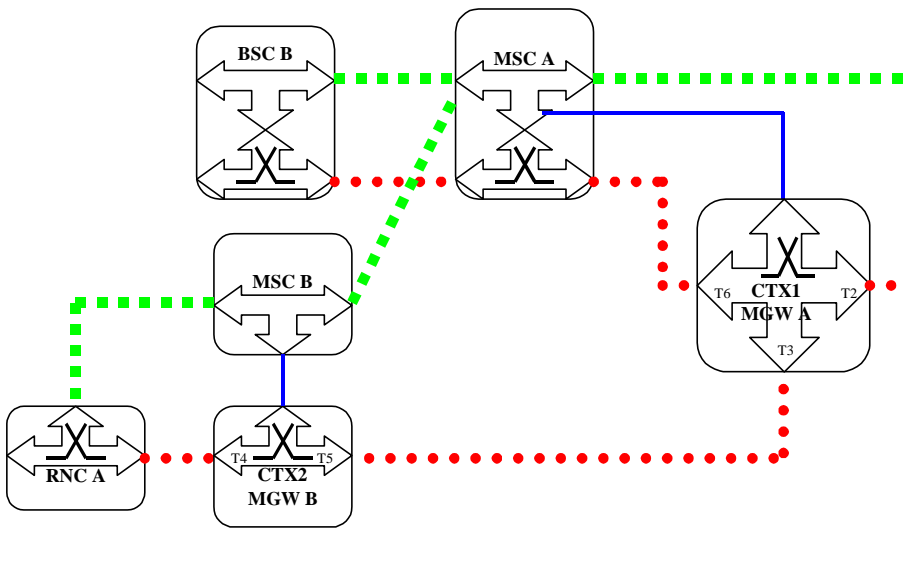 BSC B
MSC A
MSC B
T6
CTX1
T2
MGW A
T3
RNC A
T4
T5
CTX2
MGW B